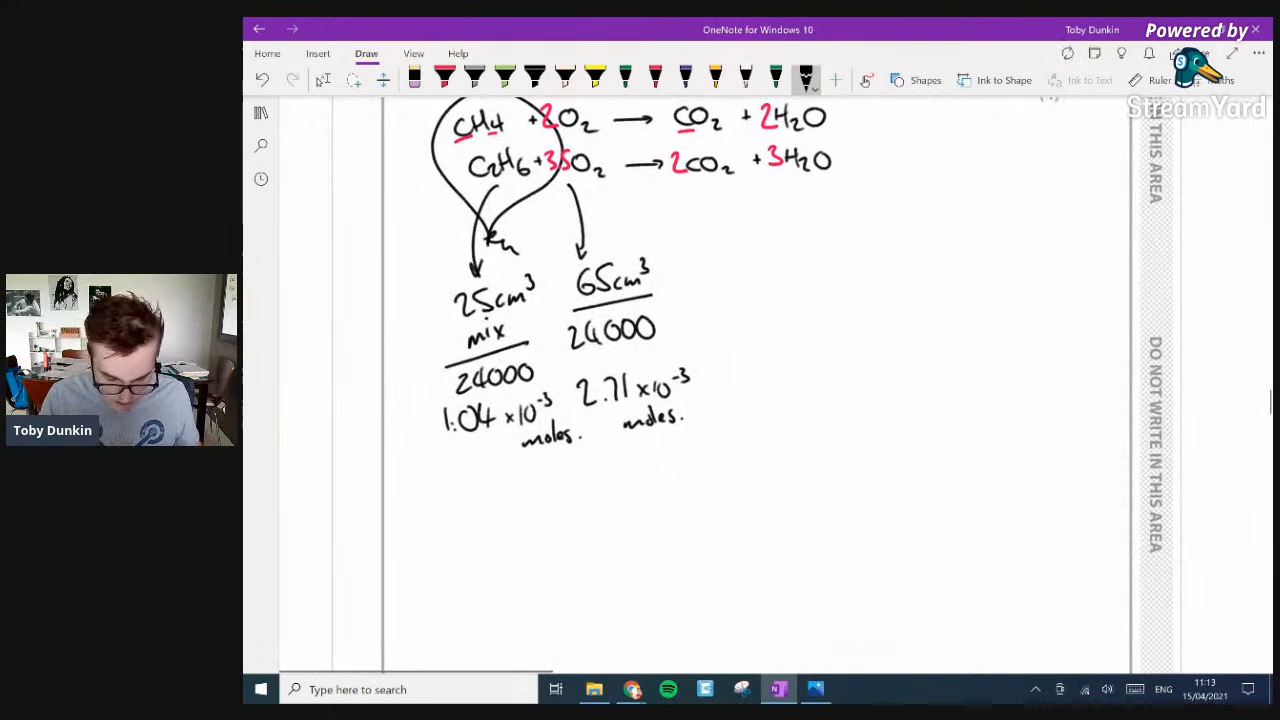 OneNote for Windows 10
Toby Dunkin
Powered by
StreamYard
Home Insert Draw View Help
Shapes Ink to Shape Ink to Text Ruler
CH4 + 2O2 → CO2 + 2H2O
C2H6 + 3.5O2 → 2CO2 + 3H2O
25cm³ 65cm³
mix
24000 24000
1.04 × 10⁻³ 2.71 × 10⁻³
moles. moles.
IN THIS AREA
DO NOT WRITE IN THIS AREA
Toby Dunkin
Type here to search
ENG
11:13
15/04/2021